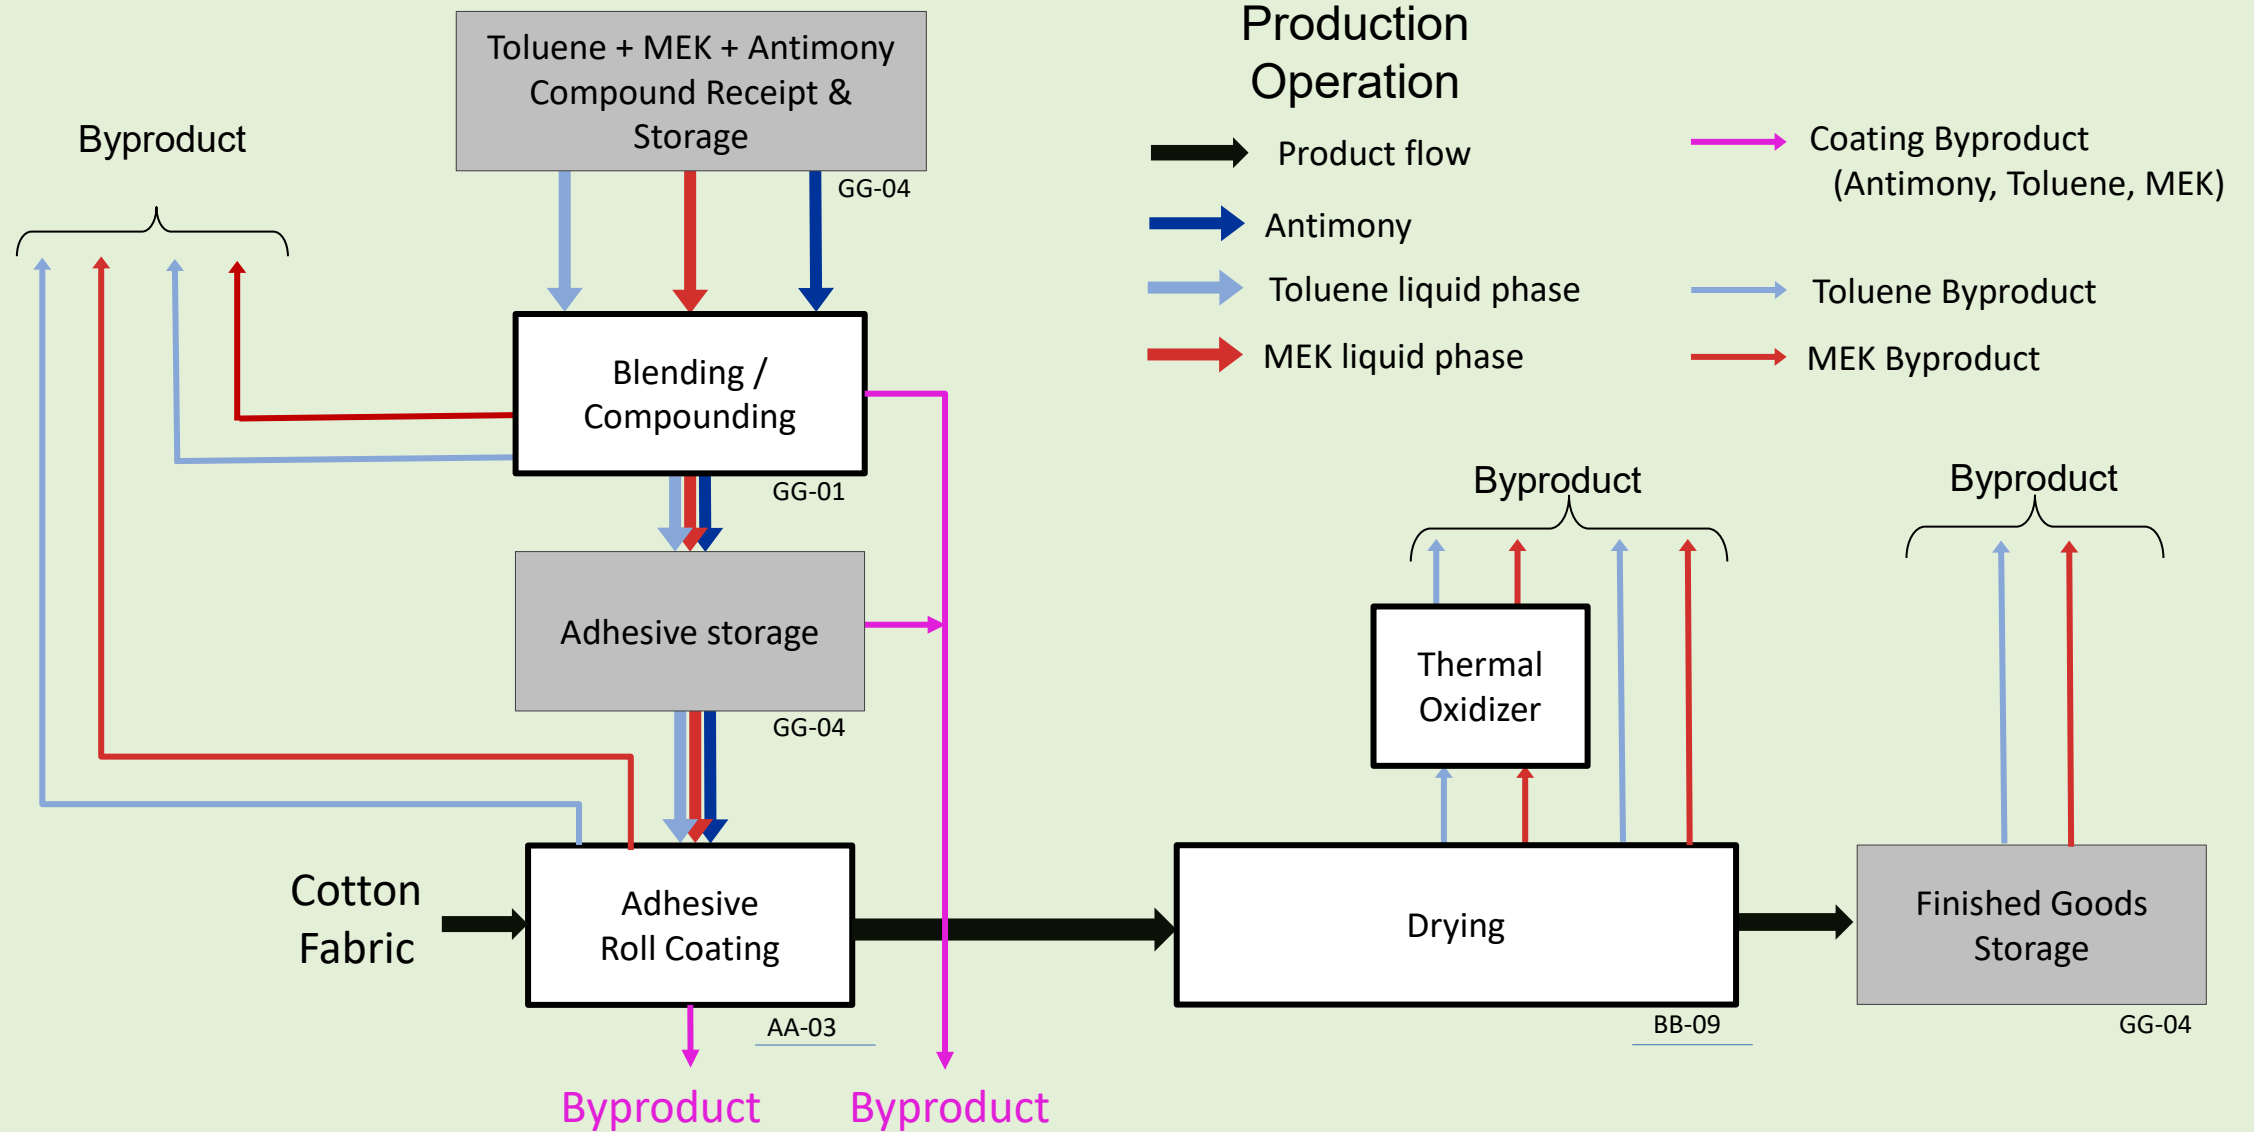 Toluene + MEK + Antimony
Compound Receipt &
Storage
GG-04
Production
Operation
Product flow
Antimony
Toluene liquid phase
MEK liquid phase
Coating Byproduct
(Antimony, Toluene, MEK)
Toluene Byproduct
MEK Byproduct
Byproduct
Blending /
Compounding
GG-01
Adhesive storage
GG-04
Cotton
Fabric
Adhesive
Roll Coating
AA-03
Byproduct
Byproduct
Byproduct
Thermal
Oxidizer
Drying
BB-09
Byproduct
Finished Goods
Storage
GG-04